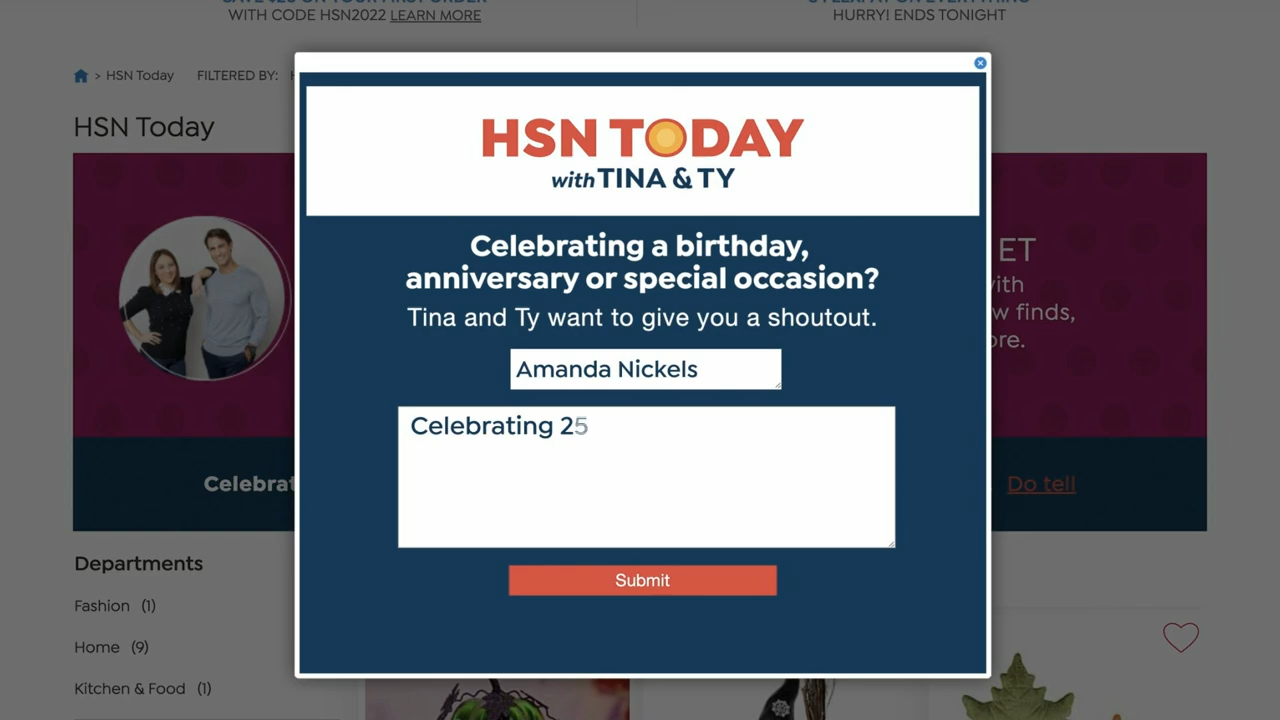 WITH CODE HSN2022 LEARN MORE
HURRY! ENDS TONIGHT
> HSN Today FILTERED BY:
HSN Today
HSN TODAY
with TINA & TY
Celebrating a birthday,
anniversary or special occasion?
Tina and Ty want to give you a shoutout.
Amanda Nickels
Celebrating 25
Submit
ET
finds,
Celebrat
Do tell
Departments
Fashion (1)
Home (9)
Kitchen & Food (1)